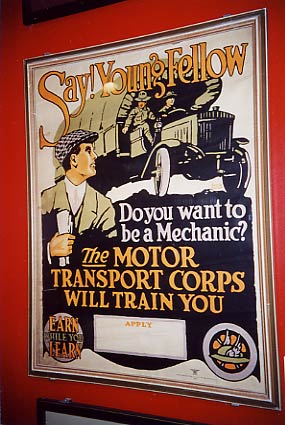 Say! Young Fellow
Do you want to
be a Mechanic?
The MOTOR
TRANSPORT CORPS
WILL TRAIN YOU
EARN
WHILE YOU
LEARN
APPLY